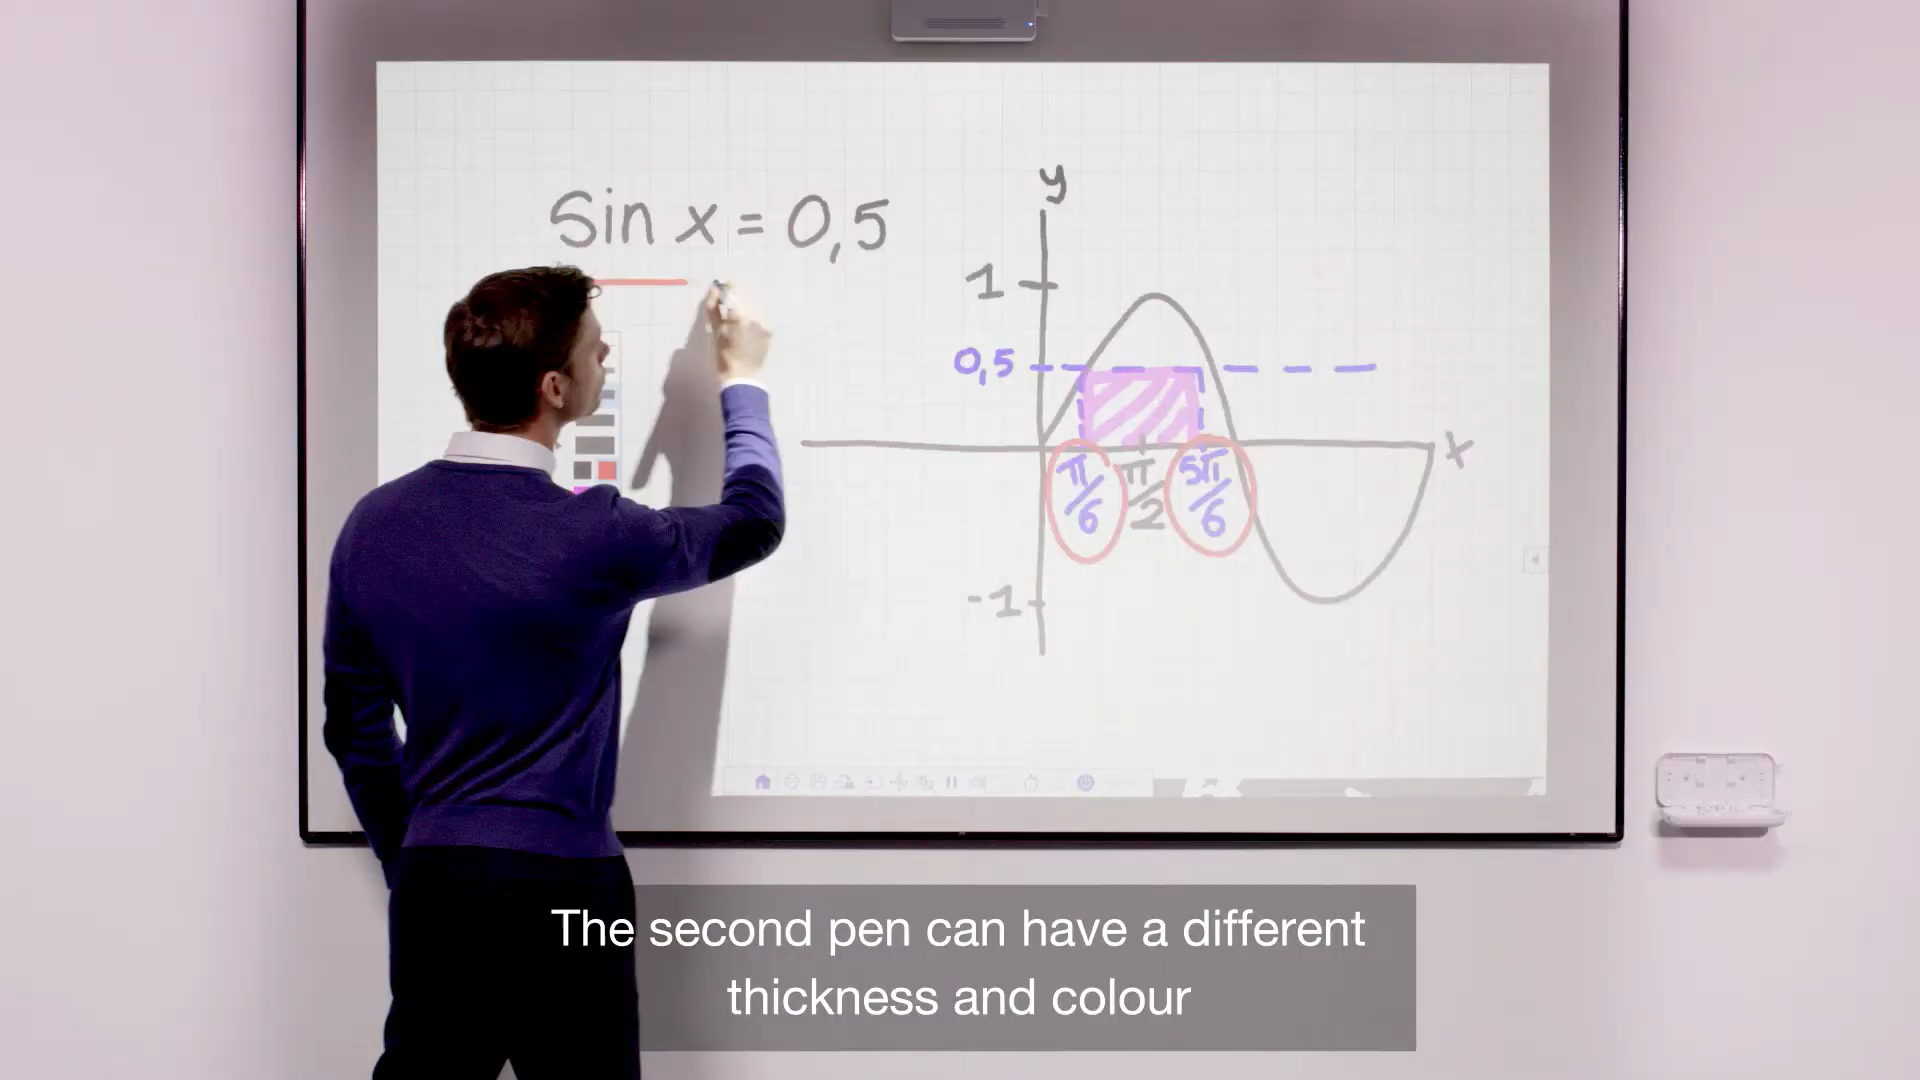 Sin x = 0,5
y
1
0,5
x
π/6 π/2 5π/6
-1
The second pen can have a different
thickness and colour